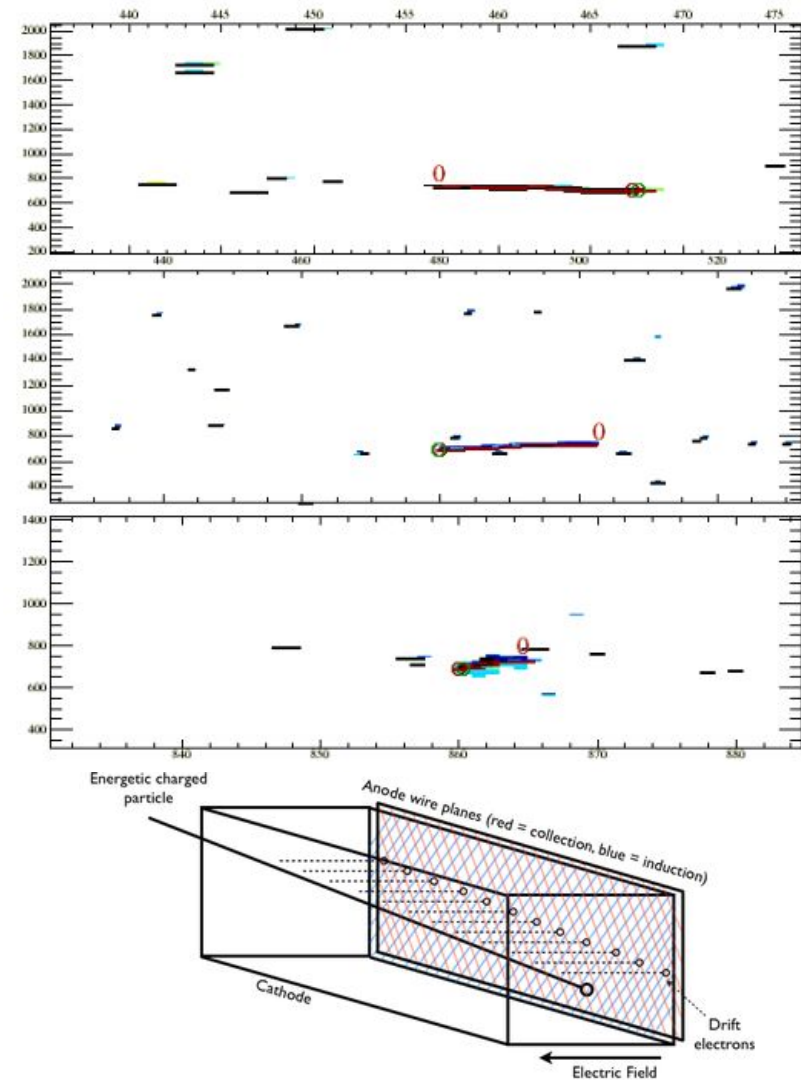 440 445 450 455 460 465 470 475
2000
1800
1600
1400
1200
1000
800
0
600
400
200
440 460 480 500 520
2000
1800
1600
1400
1200
1000
800
0
600
400
1400
1200
1000
800
0
600
400
840 850 860 870 880
Energetic charged
particle
Anode wire planes (red = collection, blue = induction)
Cathode
Drift
electrons
Electric Field